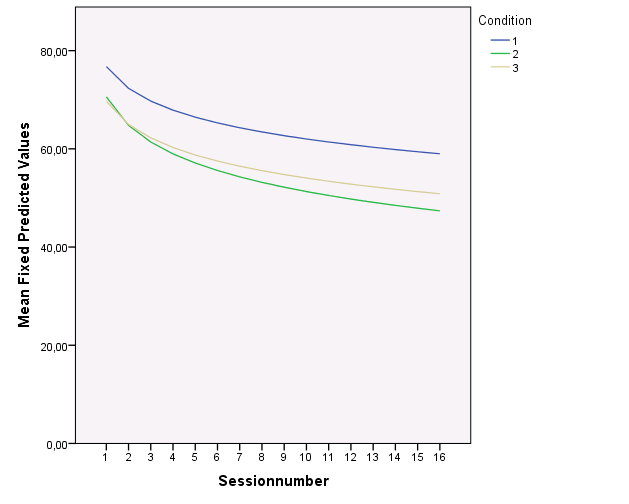 Condition
1
2
3
Mean Fixed Predicted Values
80,00
60,00
40,00
20,00
0,00
1 2 3 4 5 6 7 8 9 10 11 12 13 14 15 16
Sessionnumber